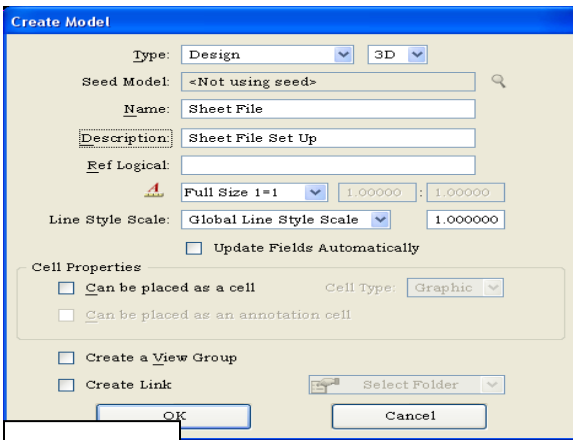 Create Model
Type: Design 3D
Seed Model: <Not using seed>
Name: Sheet File
Description: Sheet File Set Up
Ref Logical:
Full Size 1=1 1.00000 : 1.00000
Line Style Scale: Global Line Style Scale 1.000000
Update Fields Automatically
Cell Properties
Can be placed as a cell Cell Type: Graphic
Can be placed as an annotation cell
Create a View Group
Create Link Select Folder
OK Cancel